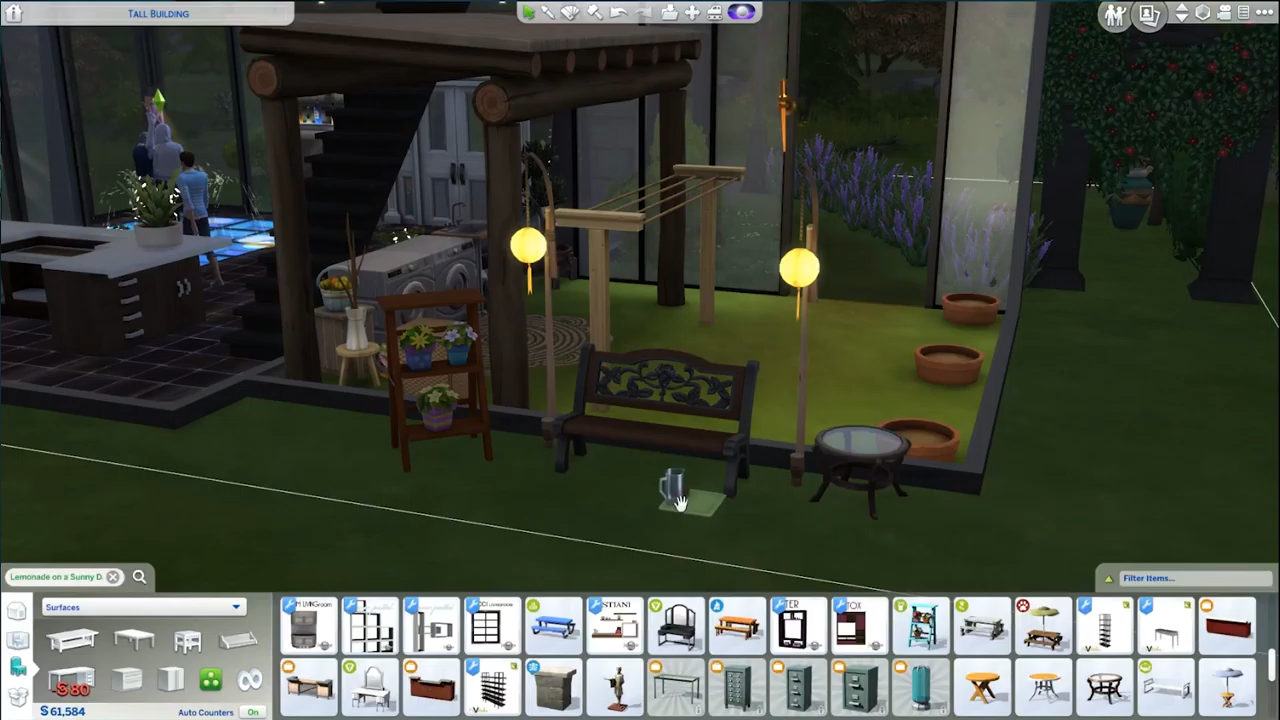 TALL BUILDING
Lemonade on a Sunny D
Filter Items...
Surfaces
-$80
$61,584
Auto Counters
On